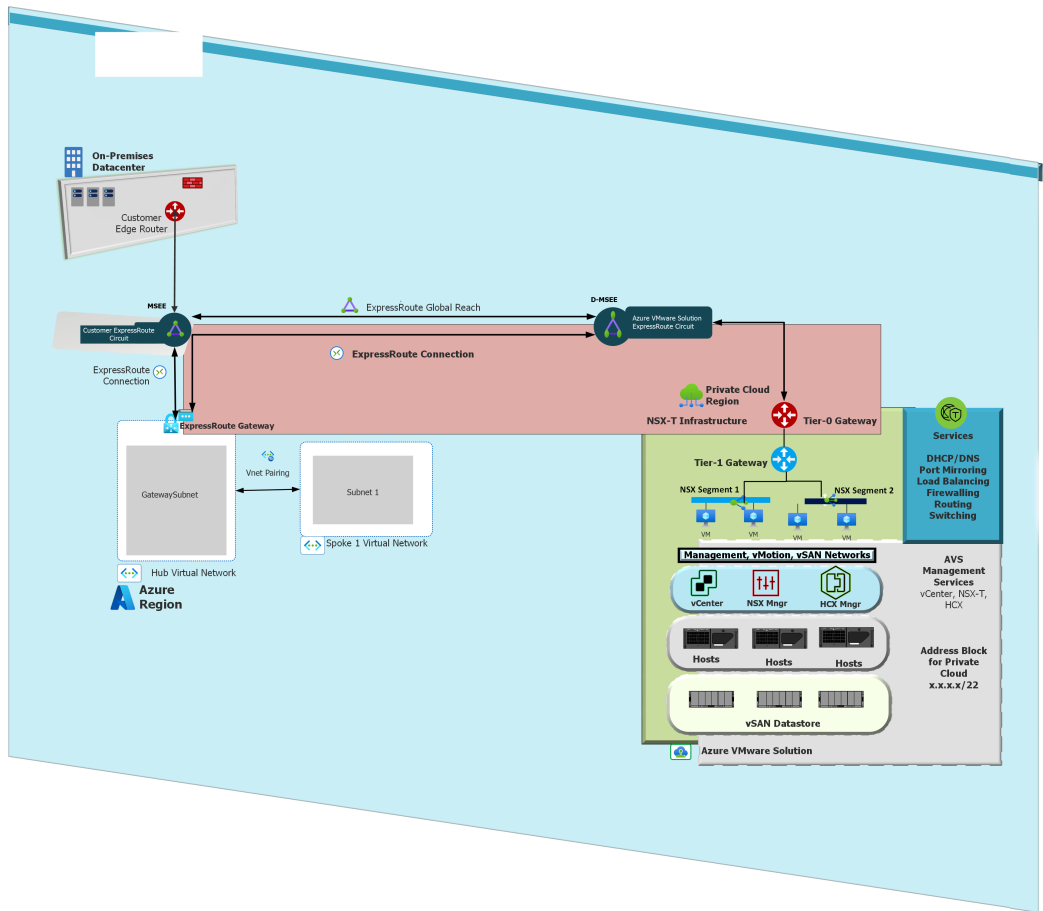 On-Premises
Datacenter
Customer
Edge Router
MSEE
Customer ExpressRoute
Circuit
ExpressRoute Global Reach
D-MSEE
Azure VMware Solution
ExpressRoute Circuit
ExpressRoute
Connection
ExpressRoute Connection
Private Cloud
Region
NSX-T Infrastructure
Tier-0 Gateway
ExpressRoute Gateway
GatewaySubnet
Vnet Pairing
Subnet 1
Hub Virtual Network
Spoke 1 Virtual Network
Azure
Region
Tier-1 Gateway
NSX Segment 1
NSX Segment 2
VM
VM
VM
VM
Services
DHCP/DNS
Port Mirroring
Load Balancing
Firewalling
Routing
Switching
Management, vMotion, vSAN Networks
vCenter
NSX Mngr
HCX Mngr
Hosts
Hosts
Hosts
vSAN Datastore
AVS
Management
Services
vCenter, NSX-T,
HCX
Address Block
for Private
Cloud
x.x.x.x/22
Azure VMware Solution